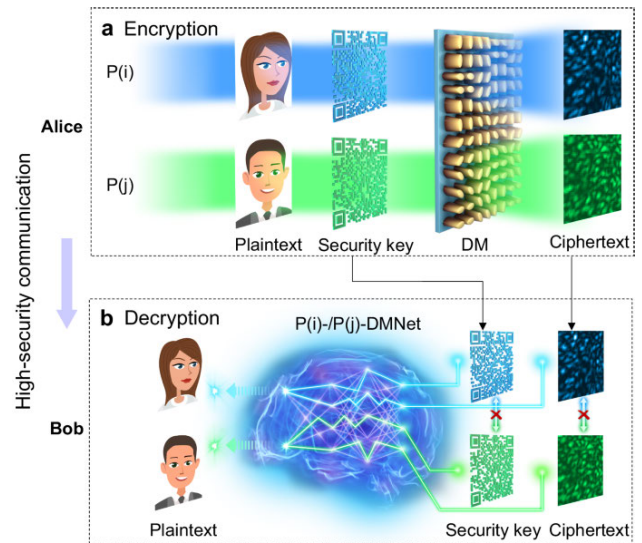 a Encryption
P(i)
Alice
P(j)
Plaintext Security key DM Ciphertext
High-security communication
b Decryption P(i)-/P(j)-DMNet
Bob
Plaintext Security key Ciphertext